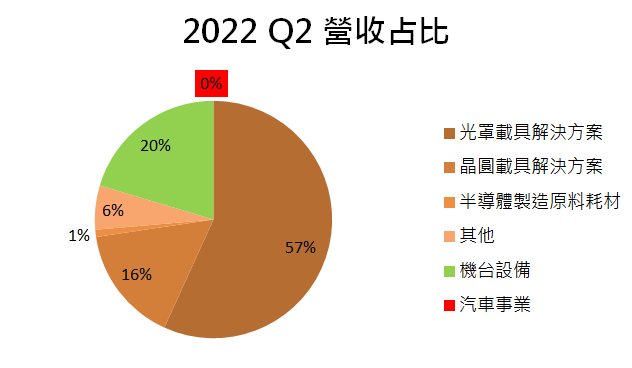 2022 Q2 營收占比
0%
20%
6%
1%
16%
57%
光罩載具解決方案
晶圓載具解決方案
半導體製造原料耗材
其他
機台設備
汽車事業